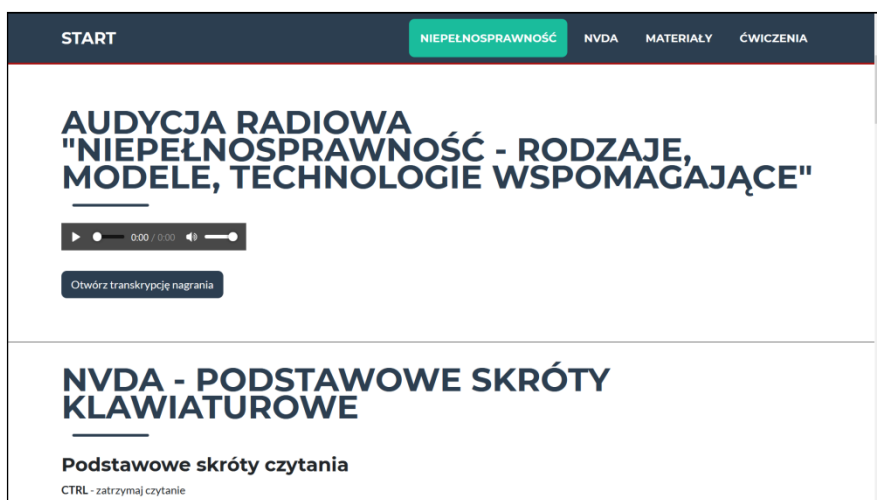 START
NIEPEŁNOSPRAWNOŚĆ NVDA MATERIAŁY ĆWICZENIA
AUDYCJA RADIOWA
"NIEPEŁNOSPRAWNOŚĆ - RODZAJE,
MODELE, TECHNOLOGIE WSPOMAGAJĄCE"
0:00 / 0:00
Otwórz transkrypcję nagrania
NVDA - PODSTAWOWE SKRÓTY
KLAWIATUROWE
Podstawowe skróty czytania
CTRL - zatrzymaj czytanie